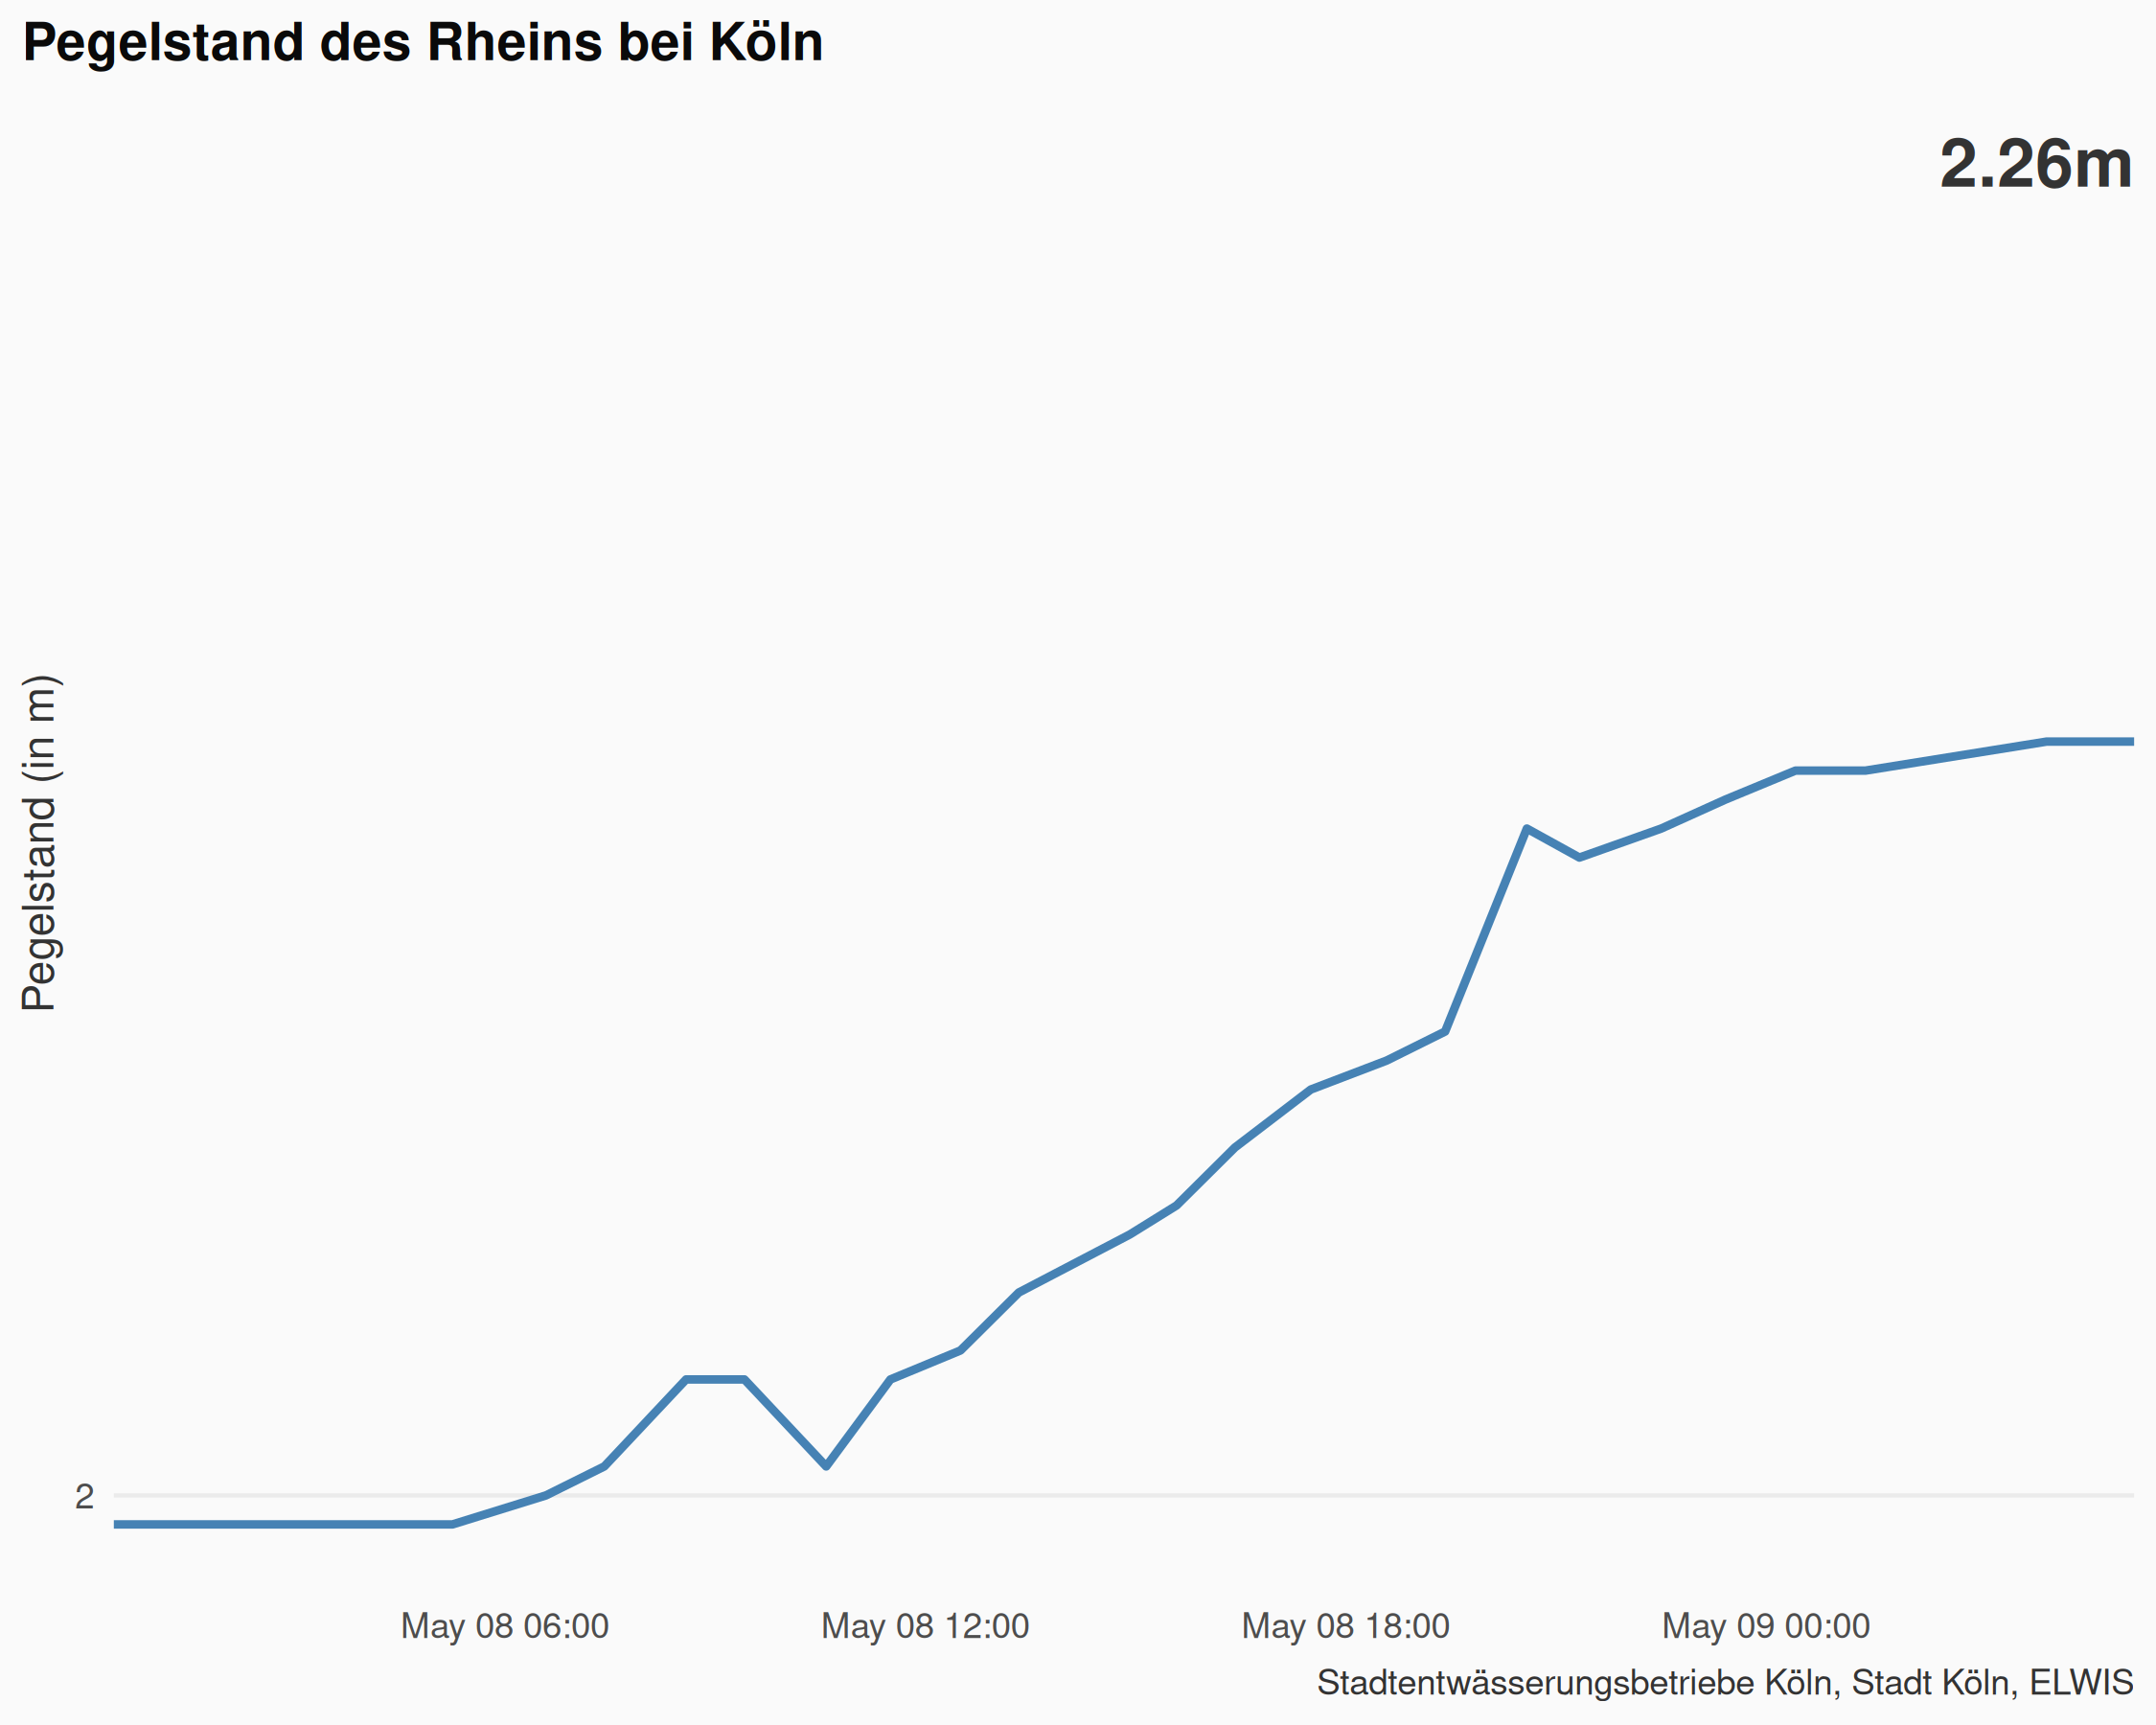 Pegelstand des Rheins bei Köln
2.26m
Pegelstand (in m)
2
May 08 06:00 May 08 12:00 May 08 18:00 May 09 00:00
Stadtentwässerungsbetriebe Köln, Stadt Köln, ELWIS